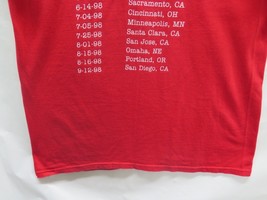 6-14-98 Sacramento, CA
7-04-98 Cincinnati, OH
7-05-98 Minneapolis, MN
7-25-98 Santa Clara, CA
8-01-98 San Jose, CA
8-15-98 Omaha, NE
8-16-98 Portland, OR
9-12-98 San Diego, CA